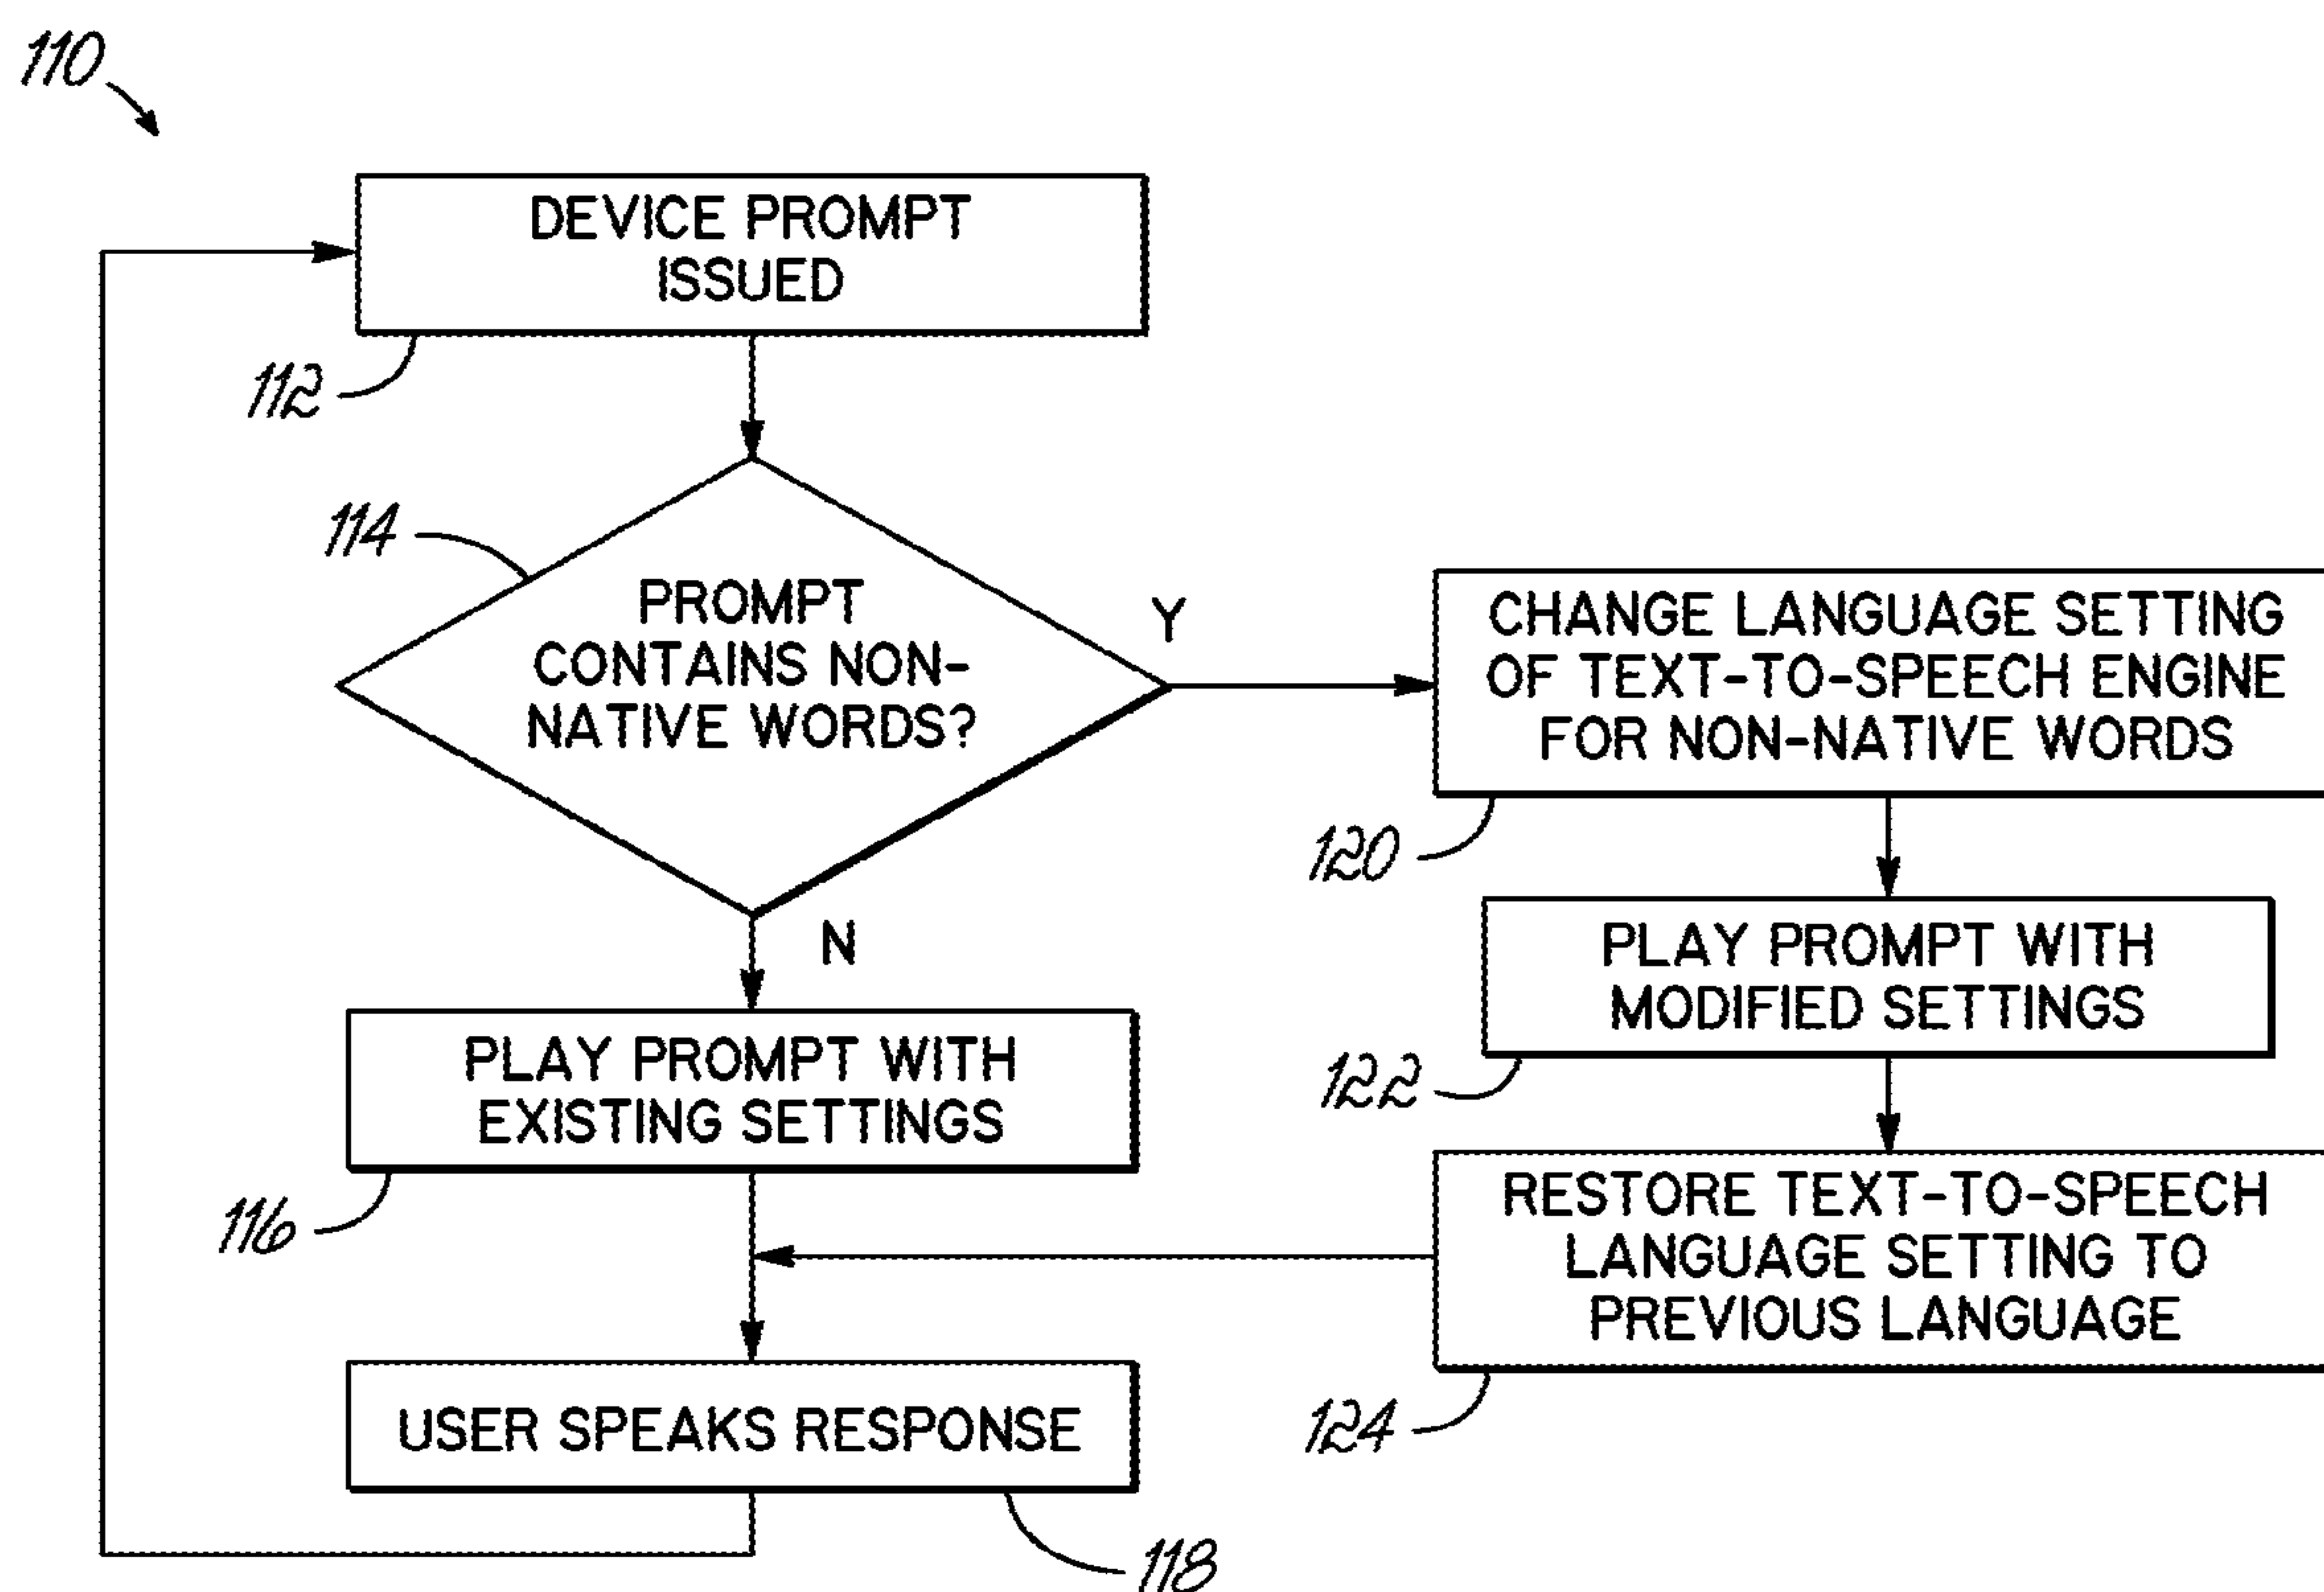 110
DEVICE PROMPT
ISSUED
112
114
PROMPT
CONTAINS NON-
NATIVE WORDS?
Y
N
CHANGE LANGUAGE SETTING
OF TEXT-TO-SPEECH ENGINE
FOR NON-NATIVE WORDS
120
PLAY PROMPT WITH
MODIFIED SETTINGS
122
PLAY PROMPT WITH
EXISTING SETTINGS
116
RESTORE TEXT-TO-SPEECH
LANGUAGE SETTING TO
PREVIOUS LANGUAGE
124
USER SPEAKS RESPONSE
118